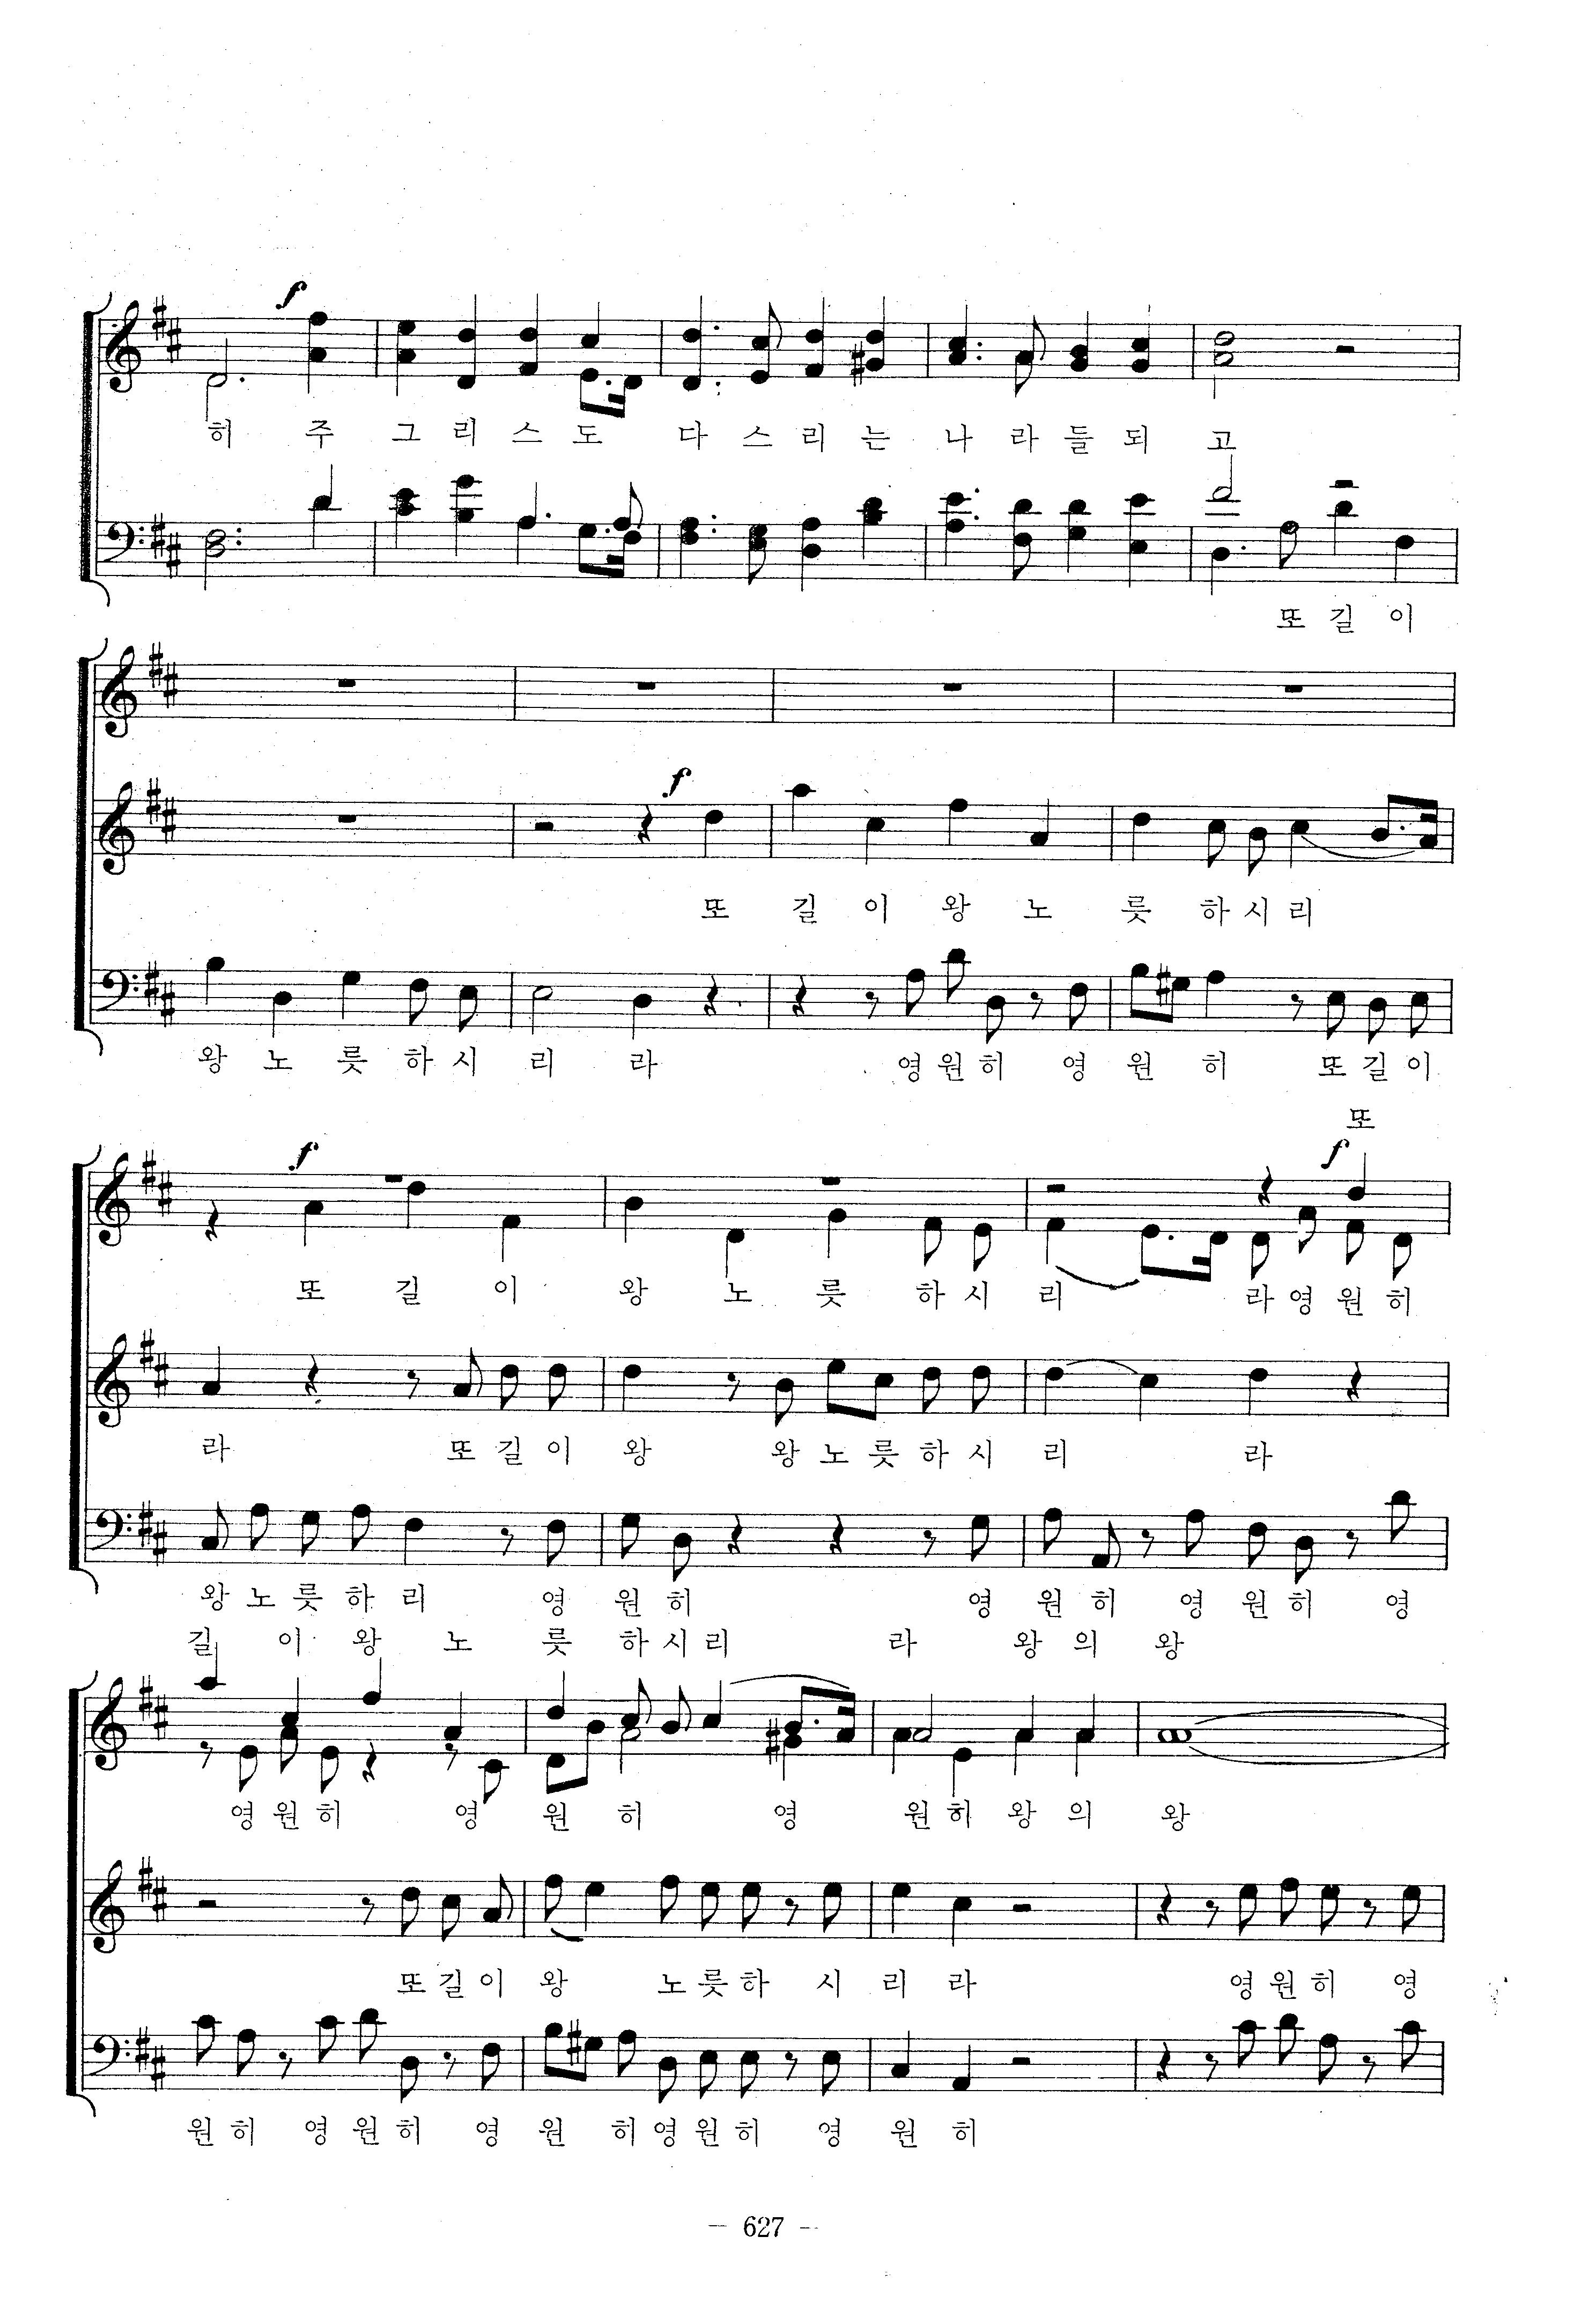 f
히 주 그 리 스 도 다 스 리 는 나 라 들 되 고
또 길 이
f
또 길 이 왕 노 릇 하 시 리
왕 노 릇 하 시 리 라 영 원 히 영 원 히 또 길 이
또
f f
또 길 이 왕 노 릇 하 시 리 라 영 원 히
라 또 길 이 왕 왕 노 릇 하 시 리 라
왕 노 릇 하 리 영 원 히 영 원 히 영 원 히 영
길 이 왕 노 릇 하 시 리 라 왕 의 왕
영 원 히 영 원 히 영 원 히 왕 의 왕
또 길 이 왕 노 릇 하 시 리 라 영 원 히 영
원 히 영 원 히 영 원 히 영 원 히 영 원 히
- 627 -